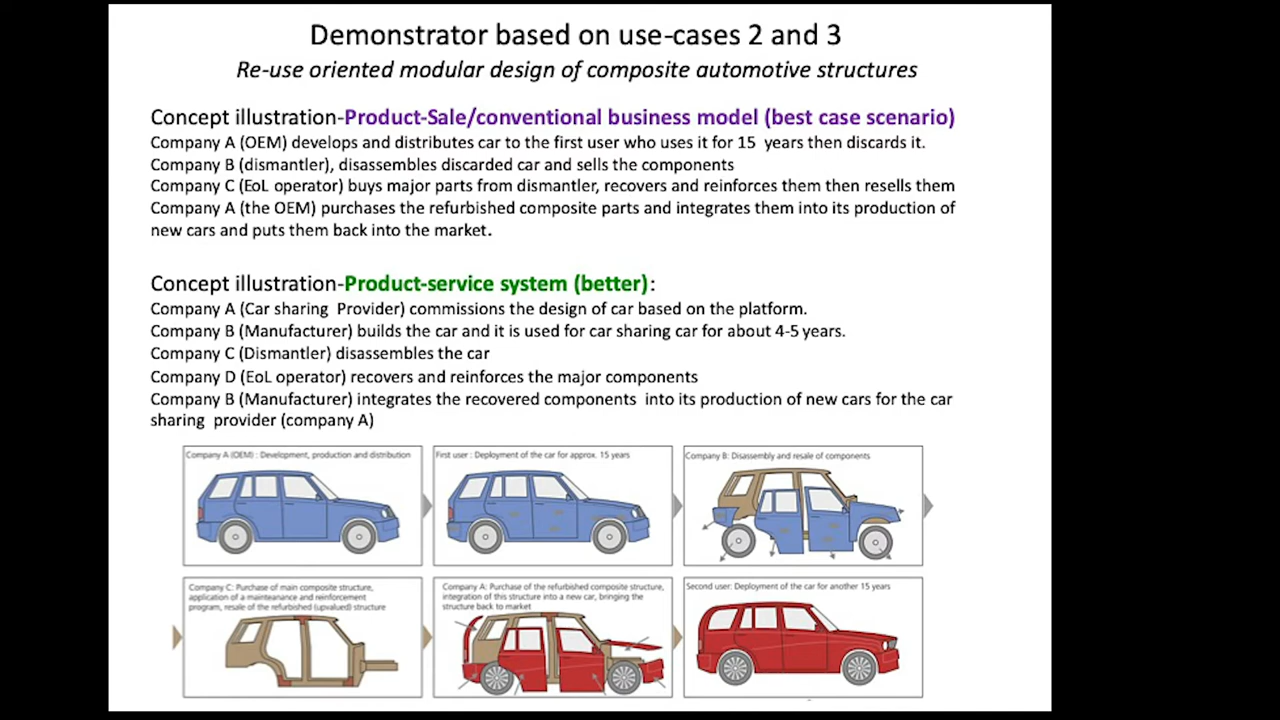 Demonstrator based on use-cases 2 and 3
Re-use oriented modular design of composite automotive structures
Concept illustration-Product-Sale/conventional business model (best case scenario)
Company A (OEM) develops and distributes car to the first user who uses it for 15 years then discards it.
Company B (dismantler), disassembles discarded car and sells the components
Company C (EoL operator) buys major parts from dismantler, recovers and reinforces them then resells them
Company A (the OEM) purchases the refurbished composite parts and integrates them into its production of
new cars and puts them back into the market.
Concept illustration-Product-service system (better):
Company A (Car sharing Provider) commissions the design of car based on the platform.
Company B (Manufacturer) builds the car and it is used for car sharing car for about 4-5 years.
Company C (Dismantler) disassembles the car
Company D (EoL operator) recovers and reinforces the major components
Company B (Manufacturer) integrates the recovered components into its production of new cars for the car
sharing provider (company A)
Company A (OEM) : Development, production and distribution
First user : Deployment of the car for approx. 15 years
Company B: Disassembly and resale of components
Company C: Purchase of main composite structure,
application of a mainteanance and reinforcement
program, resale of the refurbished (upvalued) structure
Company A: Purchase of the refurbished composite structure,
integration of this structure into a new car, bringing the
structure back to market
Second user: Deployment of the car for another 15 years